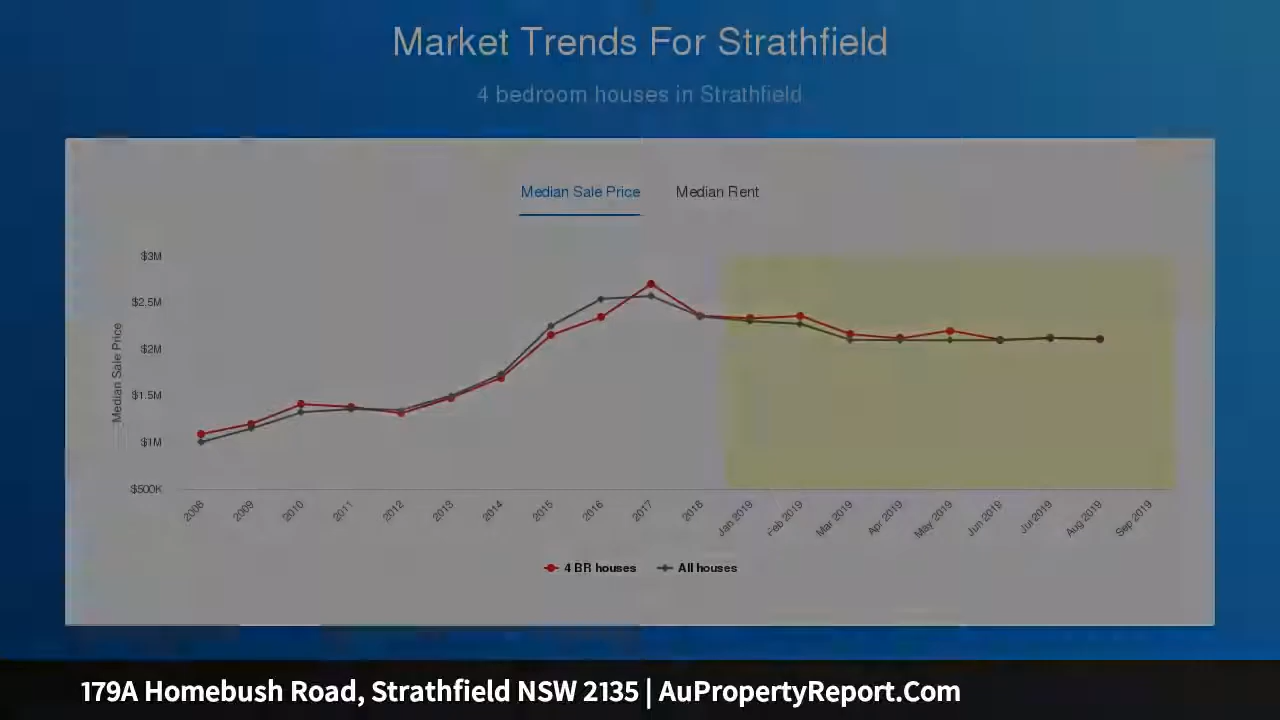 Market Trends For Strathfield
4 bedroom houses in Strathfield
Median Sale Price Median Rent
$3M
$2.5M
$2M
$1.5M
$1M
$500K
Median Sale Price
2008 2009 2010 2011 2012 2013 2014 2015 2016 2017 2018 Jan 2019 Feb 2019 Mar 2019 Apr 2019 May 2019 Jun 2019 Jul 2019 Aug 2019 Sep 2019
4 BR houses All houses
179A Homebush Road, Strathfield NSW 2135 | AuPropertyReport.Com